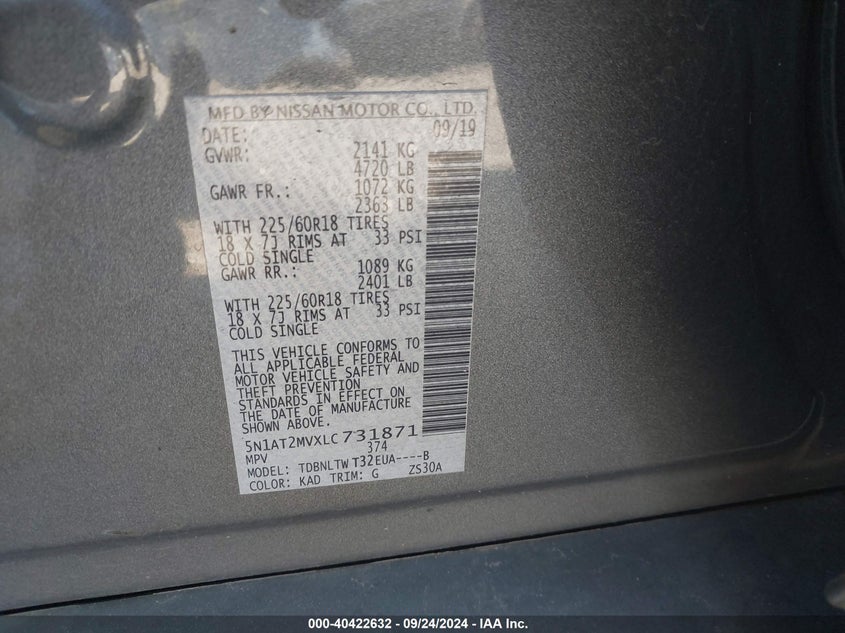 MFD BY NISSAN MOTOR CO., LTD.
DATE: 09/19
GVWR: 2141 KG
4720 LB
GAWR FR.: 1072 KG
2363 LB
WITH 225/60R18 TIRES
18 X 7J RIMS AT 33 PSI
COLD SINGLE
GAWR RR.: 1089 KG
2401 LB
WITH 225/60R18 TIRES
18 X 7J RIMS AT 33 PSI
COLD SINGLE
THIS VEHICLE CONFORMS TO
ALL APPLICABLE FEDERAL
MOTOR VEHICLE SAFETY AND
THEFT PREVENTION
STANDARDS IN EFFECT ON
THE DATE OF MANUFACTURE
SHOWN ABOVE.
5N1AT2MVXLC731871
MPV 374
MODEL: TDBNLTW T32EUA----B
COLOR: KAD TRIM: G ZS30A
000-40422632 - 09/24/2024 - IAA Inc.